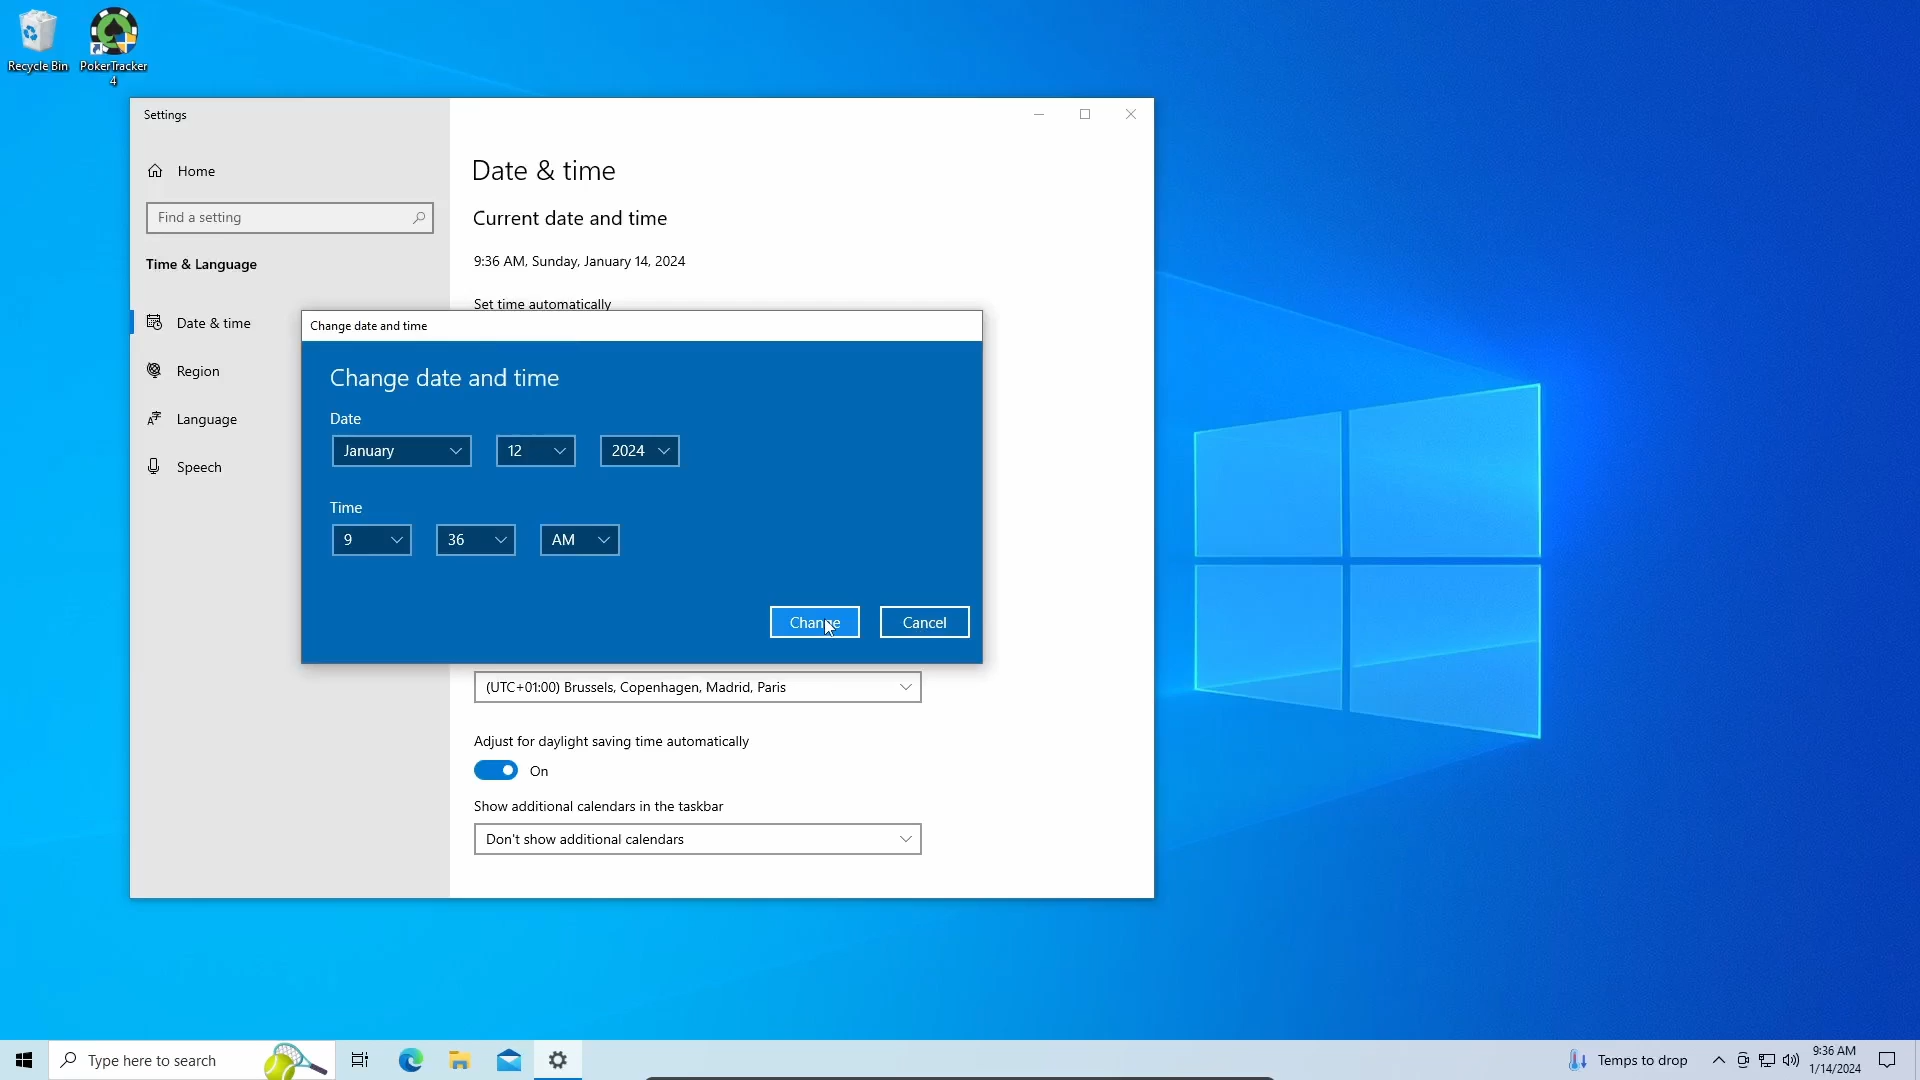 Recycle Bin
PokerTracker
4
Settings
Home
Find a setting
Time & Language
Date & time
Region
Language
Speech
Date & time
Current date and time
9:36 AM, Sunday, January 14, 2024
Set time automatically
Change date and time
Change date and time
Date
January 12 2024
Time
9 36 AM
Change Cancel
(UTC+01:00) Brussels, Copenhagen, Madrid, Paris
Adjust for daylight saving time automatically
On
Show additional calendars in the taskbar
Don't show additional calendars
Type here to search
Temps to drop
9:36 AM
1/14/2024